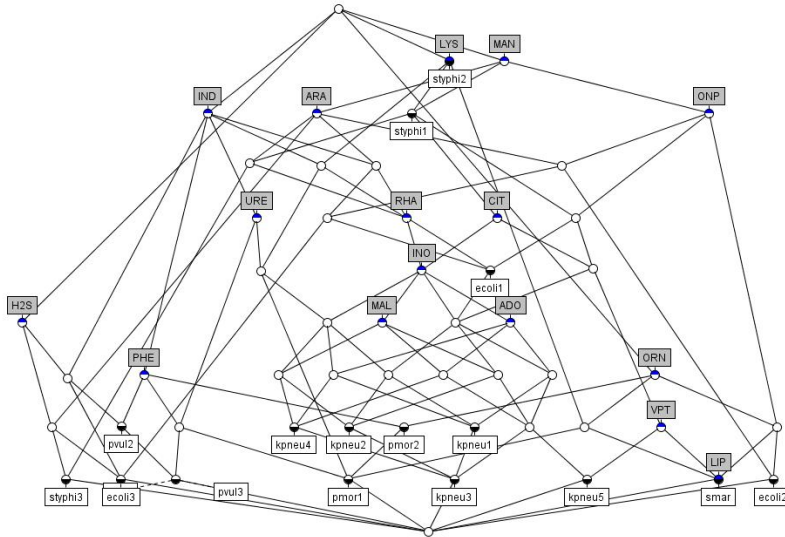 LYS
MAN
styphi2
IND
ARA
ONP
styphi1
URE
RHA
CIT
INO
ecoli1
H2S
MAL
ADO
PHE
ORN
VPT
pvul2
kpneu4
kpneu2
pmor2
kpneu1
LIP
styphi3
ecoli3
pvul3
pmor1
kpneu3
kpneu5
smar
ecoli2